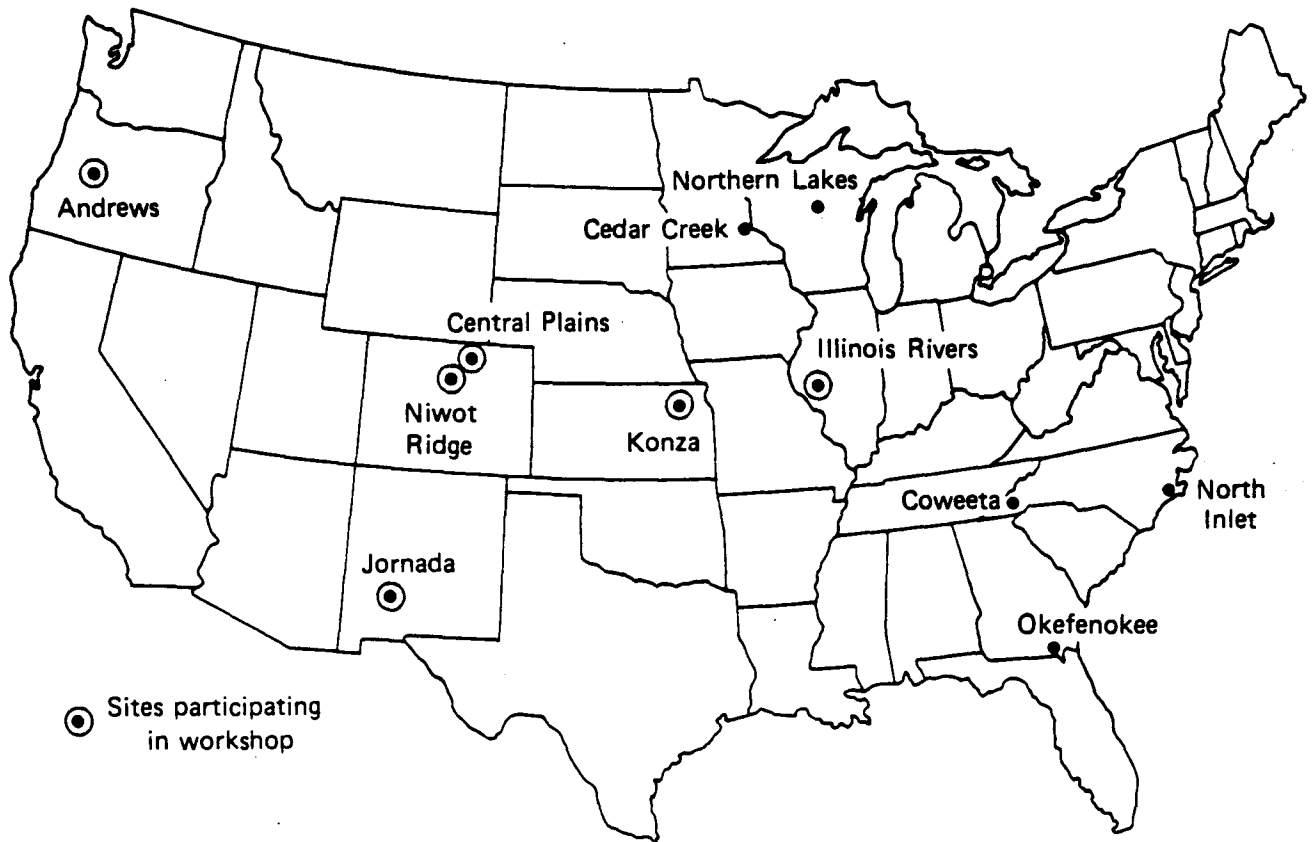 Northern Lakes
Andrews
Cedar Creek
Central Plains
Illinois Rivers
Niwot
Ridge
Konza
Coweeta
North
Inlet
Jornada
Okefenokee
Sites participating
in workshop